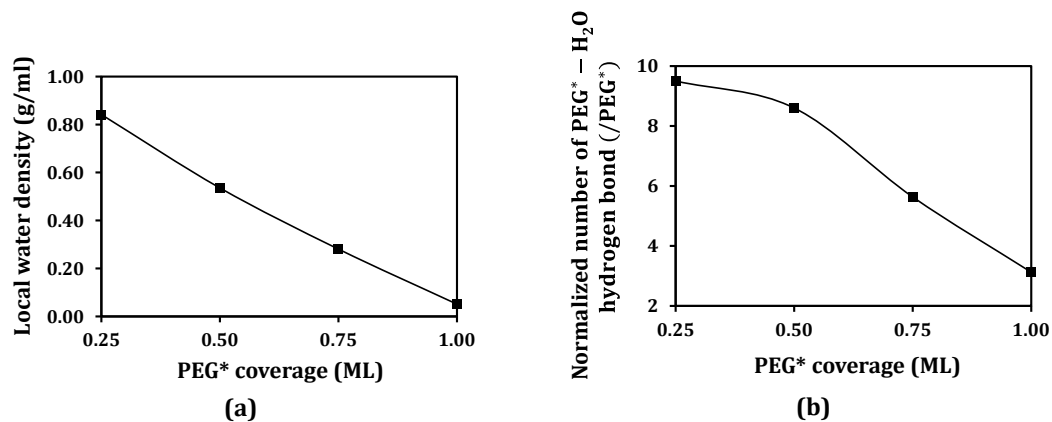 Local water density (g/ml)
1.00
0.80
0.60
0.40
0.20
0.00
0.25
0.50
0.75
1.00
PEG* coverage (ML)
(a)
Normalized number of PEG* – H₂O
hydrogen bond (/PEG*)
10
8
6
4
2
0.25
0.50
0.75
1.00
PEG* coverage (ML)
(b)